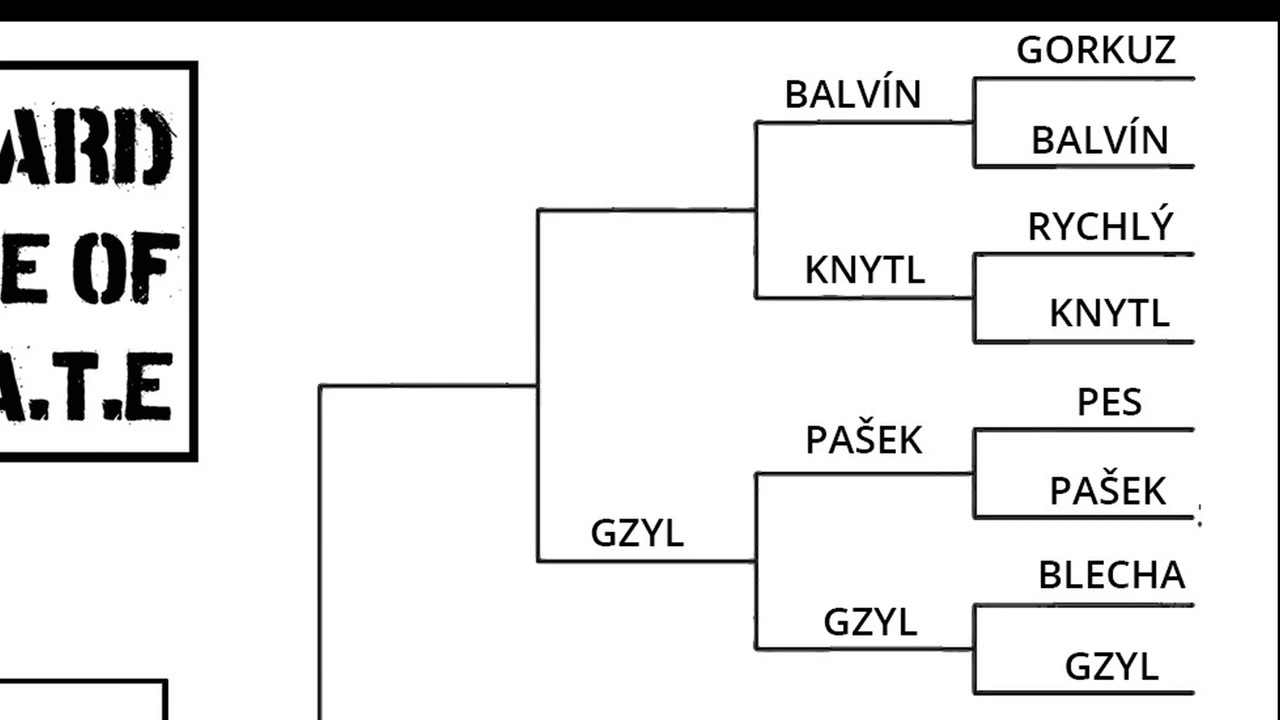 ARD
E OF
A.T.E
GORKUZ
BALVÍN
BALVÍN
RYCHLÝ
KNYTL
KNYTL
PES
PAŠEK
PAŠEK
BLECHA
GZYL
GZYL
GZYL